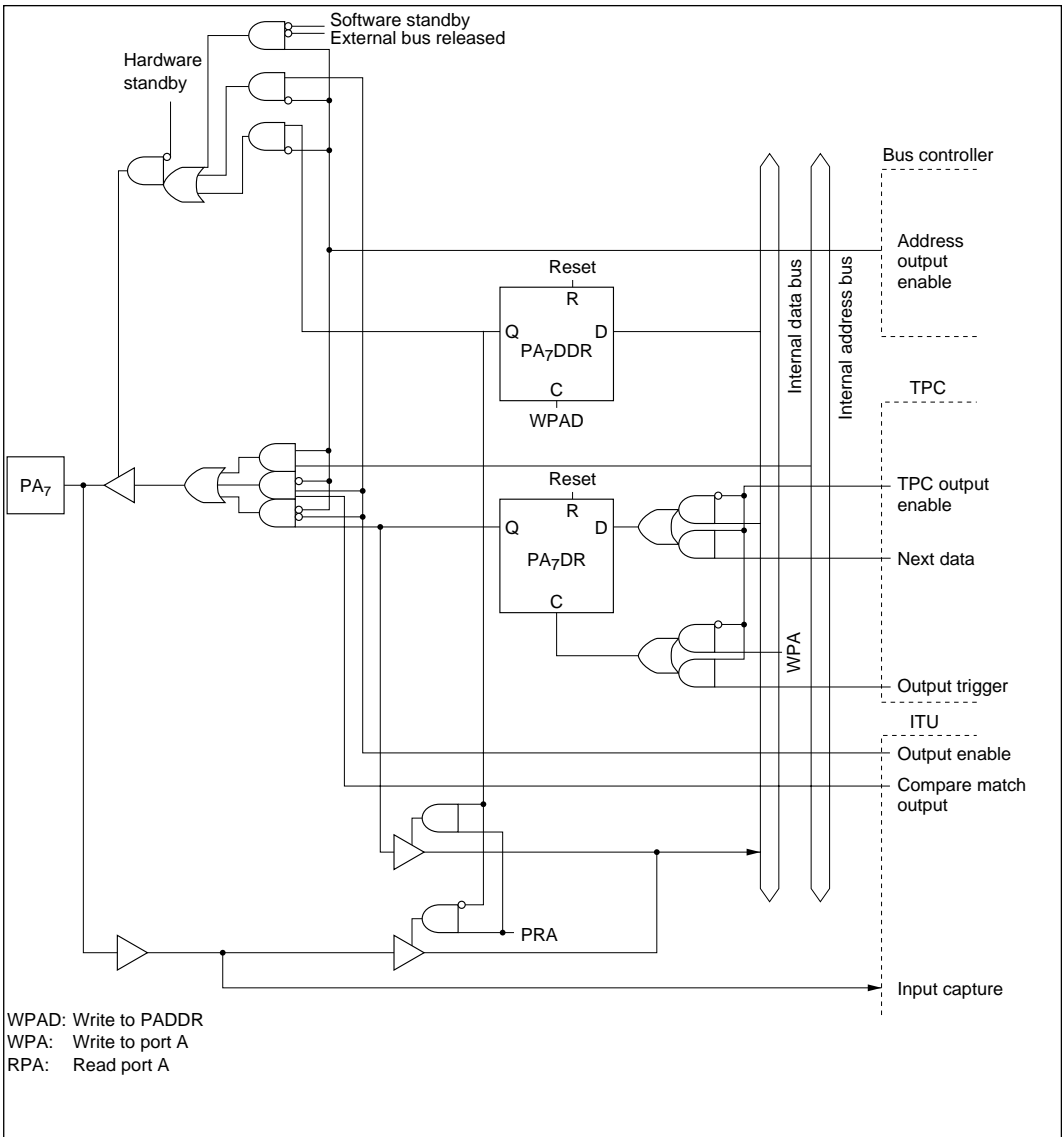 Software standby
External bus released
Hardware
standby
Bus controller
Address
output
enable
Internal data bus
Internal address bus
Reset
R
Q
D
PA7DDR
C
WPAD
TPC
PA7
TPC output
enable
Reset
R
Q
D
PA7DR
Next data
C
WPA
Output trigger
ITU
Output enable
Compare match
output
PRA
Input capture
WPAD: Write to PADDR
WPA: Write to port A
RPA: Read port A